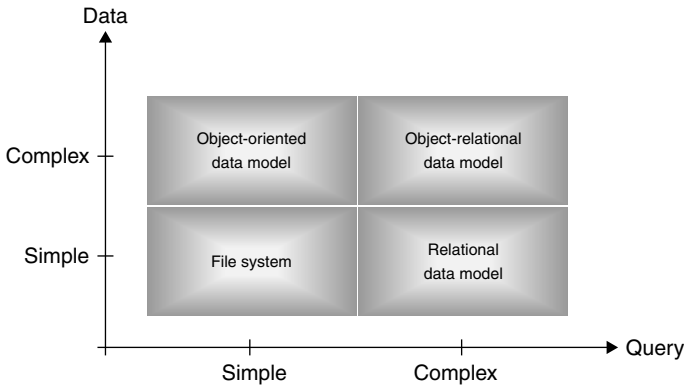 Data
Complex
Object-oriented
data model
Object-relational
data model
Simple
File system
Relational
data model
Query
Simple
Complex